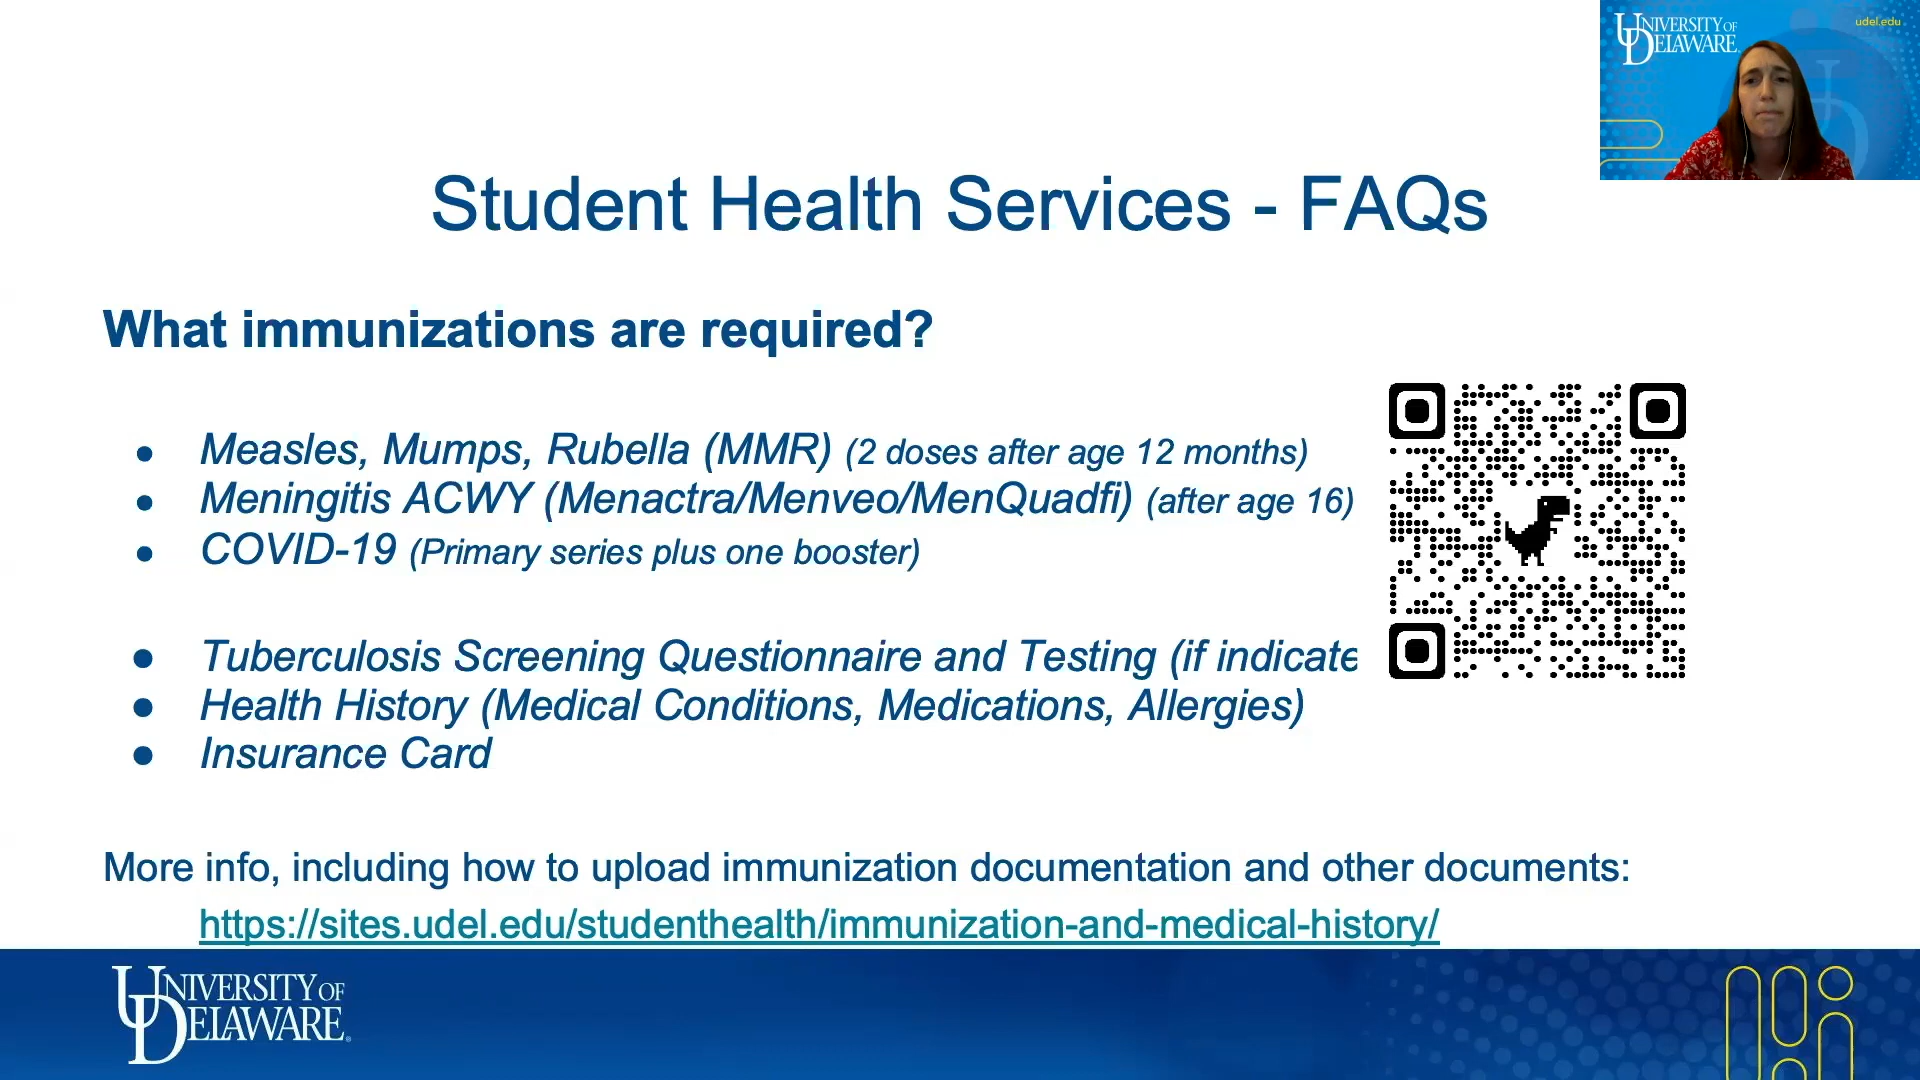 UNIVERSITY OF
DELAWARE
udel.edu
Student Health Services - FAQs
What immunizations are required?
● Measles, Mumps, Rubella (MMR) (2 doses after age 12 months)
● Meningitis ACWY (Menactra/Menveo/MenQuadfi) (after age 16)
● COVID-19 (Primary series plus one booster)
● Tuberculosis Screening Questionnaire and Testing (if indicate
● Health History (Medical Conditions, Medications, Allergies)
● Insurance Card
More info, including how to upload immunization documentation and other documents:
https://sites.udel.edu/studenthealth/immunization-and-medical-history/
UNIVERSITY OF
DELAWARE®